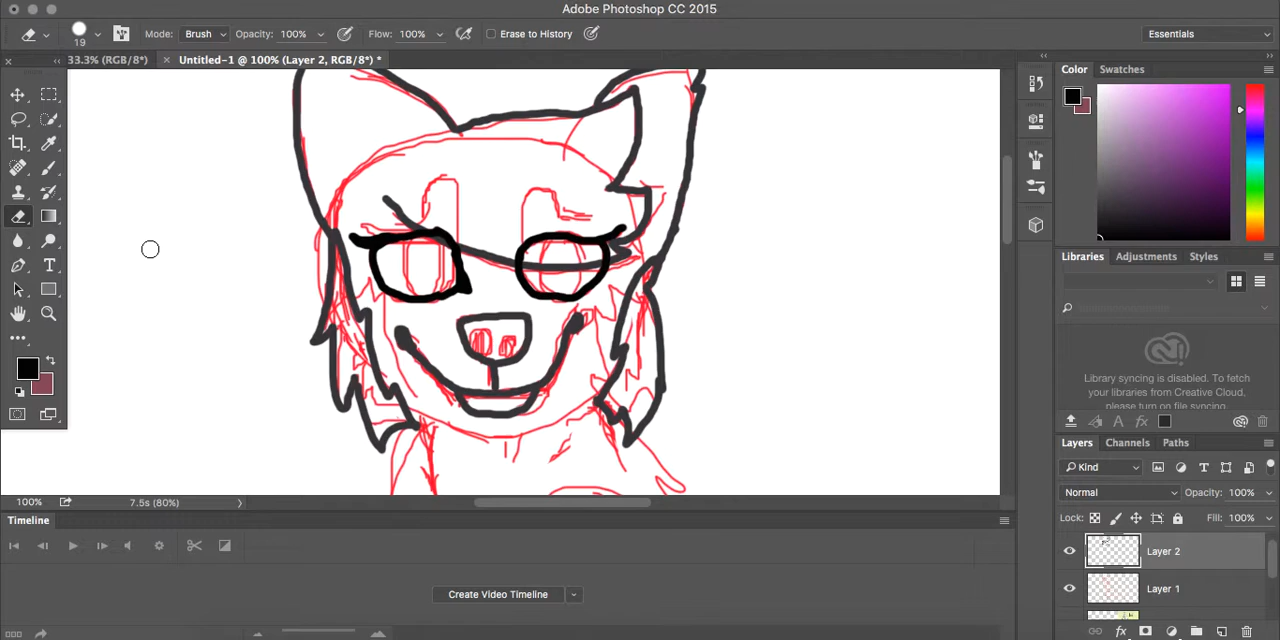 Adobe Photoshop CC 2015
19
Mode: Brush
Opacity: 100%
Flow: 100%
Erase to History
Essentials
33.3% (RGB/8*)
× Untitled-1 @ 100% (Layer 2, RGB/8*) *
Color
Swatches
Libraries
Adjustments
Styles
Library syncing is disabled. To fetch
your libraries from Creative Cloud,
please turn on file syncing.
Layers
Channels
Paths
Kind
Normal
Opacity: 100%
Lock:
Fill: 100%
Layer 2
Layer 1
100%
7.5s (80%)
Timeline
Create Video Timeline